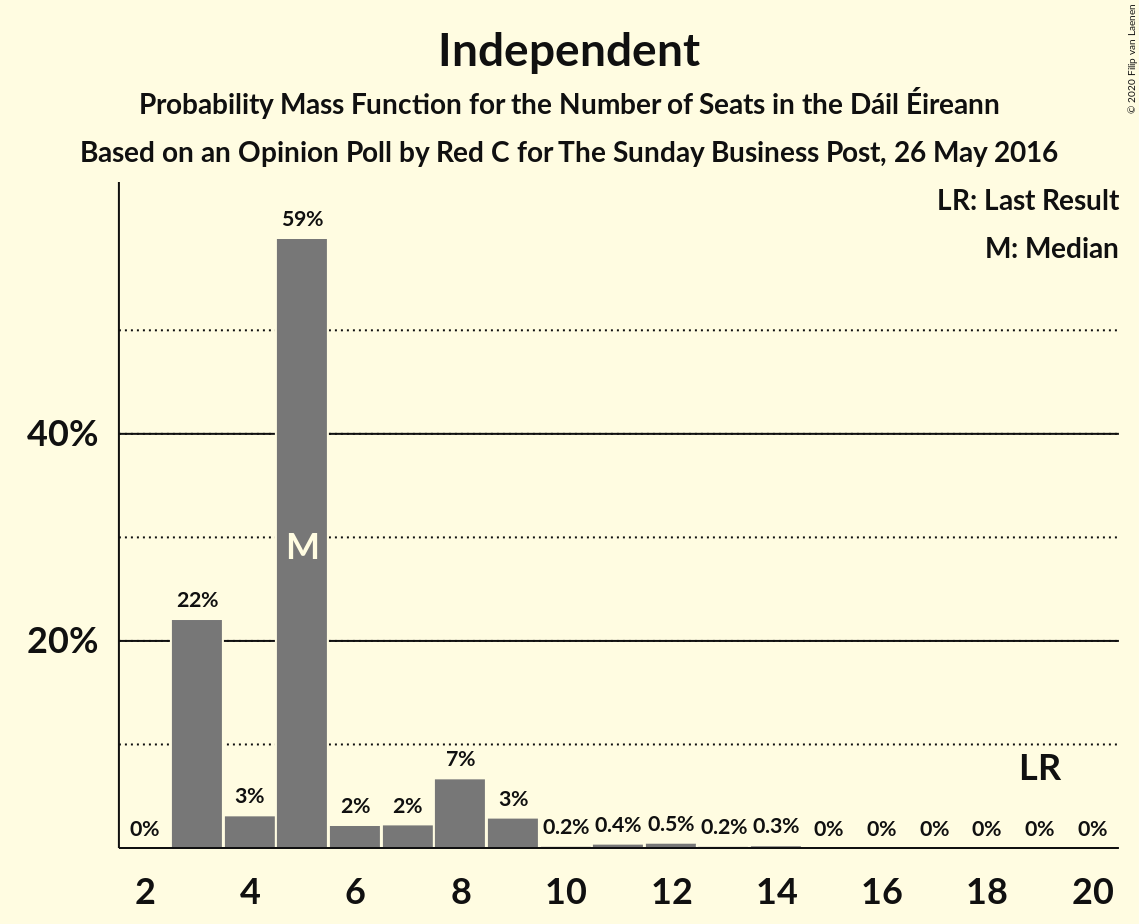 Independent
Probability Mass Function for the Number of Seats in the Dáil Éireann
Based on an Opinion Poll by Red C for The Sunday Business Post, 26 May 2016
© 2020 Filip van Laenen
LR: Last Result
M: Median
59%
40%
M
22%
20%
LR
7%
3%
3%
2%
2%
0%
0.2%
0.4%
0.5%
0.2%
0.3%
0%
0%
0%
0%
0%
0%
2 4 6 8 10 12 14 16 18 20